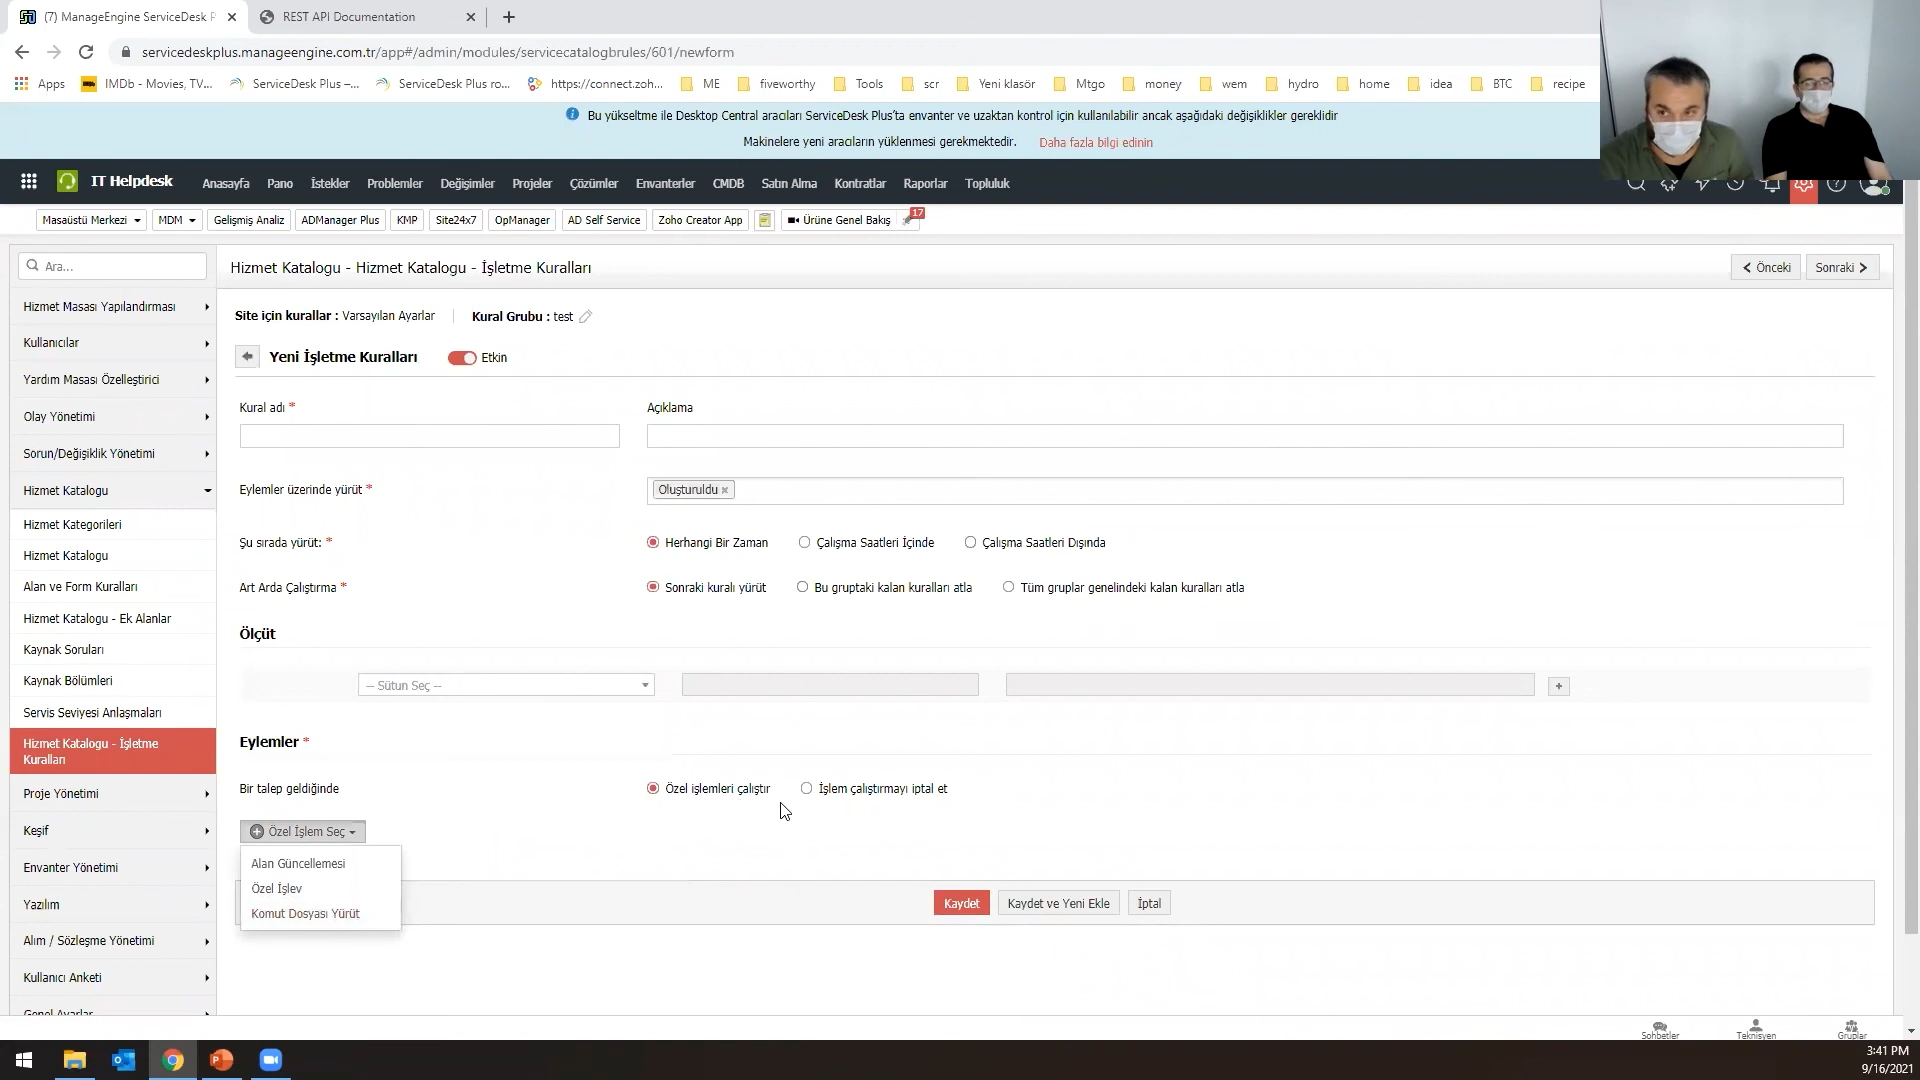 (7) ManageEngine ServiceDesk P
REST API Documentation
servicedeskplus.manageengine.com.tr/app#/admin/modules/servicecatalogbrules/601/newform
Apps
IMDb - Movies, TV...
ServiceDesk Plus –...
ServiceDesk Plus ro...
https://connect.zoh...
ME
fiveworthy
Tools
scr
Yeni klasör
Mtgo
money
wem
hydro
home
idea
BTC
recipe
Bu yükseltme ile Desktop Central aracıları ServiceDesk Plus'ta envanter ve uzaktan kontrol için kullanılabilir ancak aşağıdaki değişiklikler gereklidir
Makinelere yeni aracıların yüklenmesi gerekmektedir. Daha fazla bilgi edinin
IT Helpdesk
Anasayfa
Pano
İstekler
Problemler
Değişimler
Projeler
Çözümler
Envanterler
CMDB
Satın Alma
Kontratlar
Raporlar
Topluluk
Masaüstü Merkezi
MDM
Gelişmiş Analiz
ADManager Plus
KMP
Site24x7
OpManager
AD Self Service
Zoho Creator App
Ürüne Genel Bakış
17
Ara...
Hizmet Masası Yapılandırması
Kullanıcılar
Yardım Masası Özelleştirici
Olay Yönetimi
Sorun/Değişiklik Yönetimi
Hizmet Katalogu
Hizmet Kategorileri
Hizmet Katalogu
Alan ve Form Kuralları
Hizmet Katalogu - Ek Alanlar
Kaynak Soruları
Kaynak Bölümleri
Servis Seviyesi Anlaşmaları
Hizmet Katalogu - İşletme
Kuralları
Proje Yönetimi
Keşif
Envanter Yönetimi
Yazılım
Alım / Sözleşme Yönetimi
Kullanıcı Anketi
Genel Ayarlar
Hizmet Katalogu - Hizmet Katalogu - İşletme Kuralları
Önceki
Sonraki
Site için kurallar : Varsayılan Ayarlar
Kural Grubu : test
Yeni İşletme Kuralları
Etkin
Kural adı *
Açıklama
Eylemler üzerinde yürüt *
Oluşturuldu
Şu sırada yürüt: *
Herhangi Bir Zaman
Çalışma Saatleri İçinde
Çalışma Saatleri Dışında
Art Arda Çalıştırma *
Sonraki kuralı yürüt
Bu gruptaki kalan kuralları atla
Tüm gruplar genelindeki kalan kuralları atla
Ölçüt
-- Sütun Seç --
Eylemler *
Bir talep geldiğinde
Özel işlemleri çalıştır
İşlem çalıştırmayı iptal et
Özel İşlem Seç
Alan Güncellemesi
Özel İşlev
Komut Dosyası Yürüt
Kaydet
Kaydet ve Yeni Ekle
İptal
Sohbetler
Teknisyen
Gruplar
3:41 PM
9/16/2021